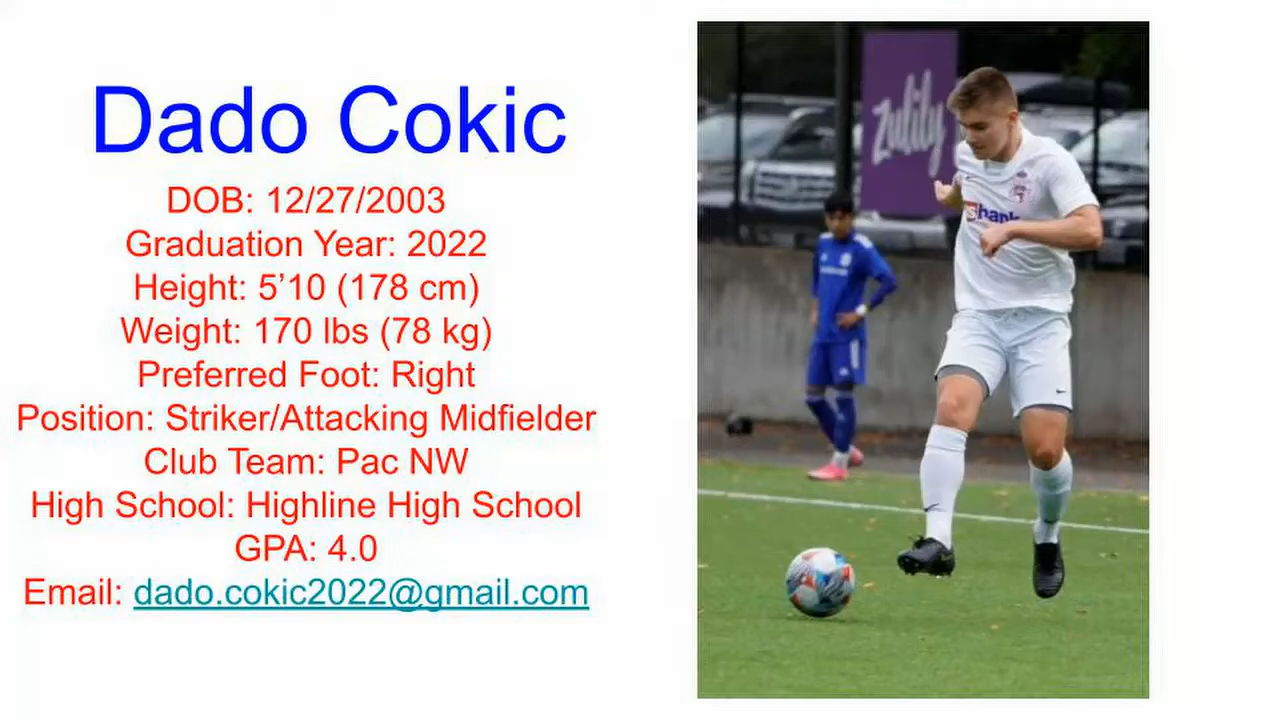 Dado Cokic
DOB: 12/27/2003
Graduation Year: 2022
Height: 5’10 (178 cm)
Weight: 170 lbs (78 kg)
Preferred Foot: Right
Position: Striker/Attacking Midfielder
Club Team: Pac NW
High School: Highline High School
GPA: 4.0
Email: dado.cokic2022@gmail.com
zulily